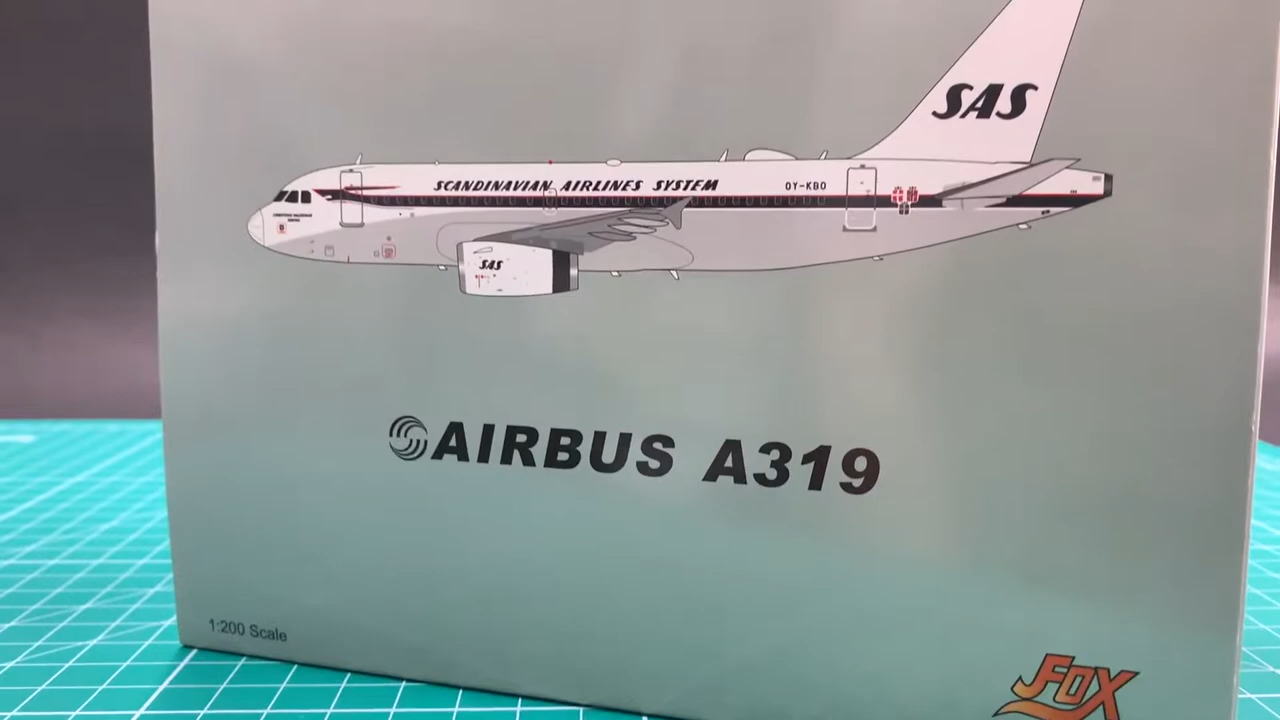 SAS
SCANDINAVIAN AIRLINES SYSTEM
OY-KBO
SAS
AIRBUS A319
1:200 Scale
FOX